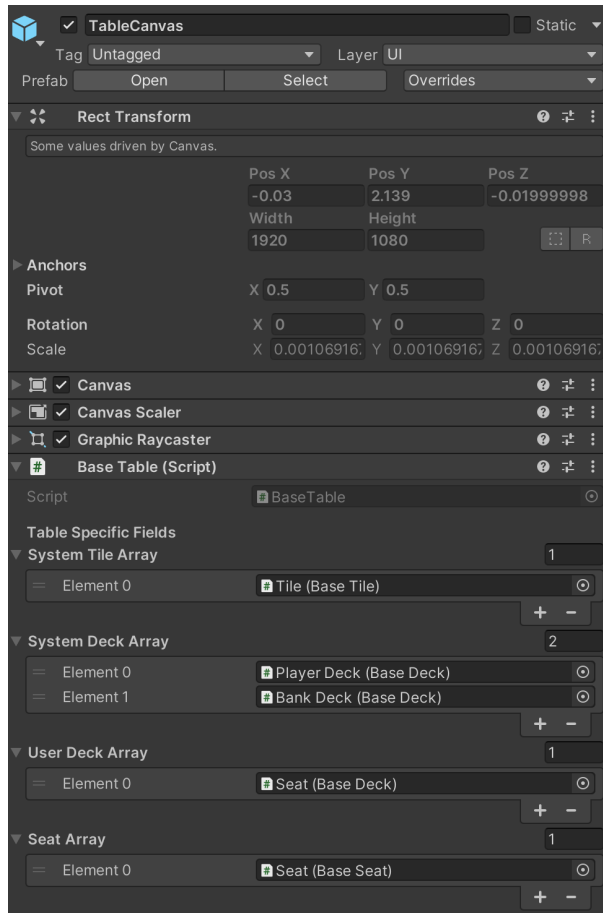 TableCanvas Static
Tag Untagged Layer UI
Prefab Open Select Overrides
Rect Transform
Some values driven by Canvas.
Pos X Pos Y Pos Z
-0.03 2.139 -0.01999998
Width Height
1920 1080
R
Anchors
Pivot X 0.5 Y 0.5
Rotation X 0 Y 0 Z 0
Scale X 0.00106916 Y 0.00106916 Z 0.00106916
Canvas
Canvas Scaler
Graphic Raycaster
# Base Table (Script)
Script # BaseTable
Table Specific Fields
System Tile Array 1
= Element 0 # Tile (Base Tile)
+ -
System Deck Array 2
= Element 0 # Player Deck (Base Deck)
= Element 1 # Bank Deck (Base Deck)
+ -
User Deck Array 1
= Element 0 # Seat (Base Deck)
+ -
Seat Array 1
= Element 0 # Seat (Base Seat)
+ -